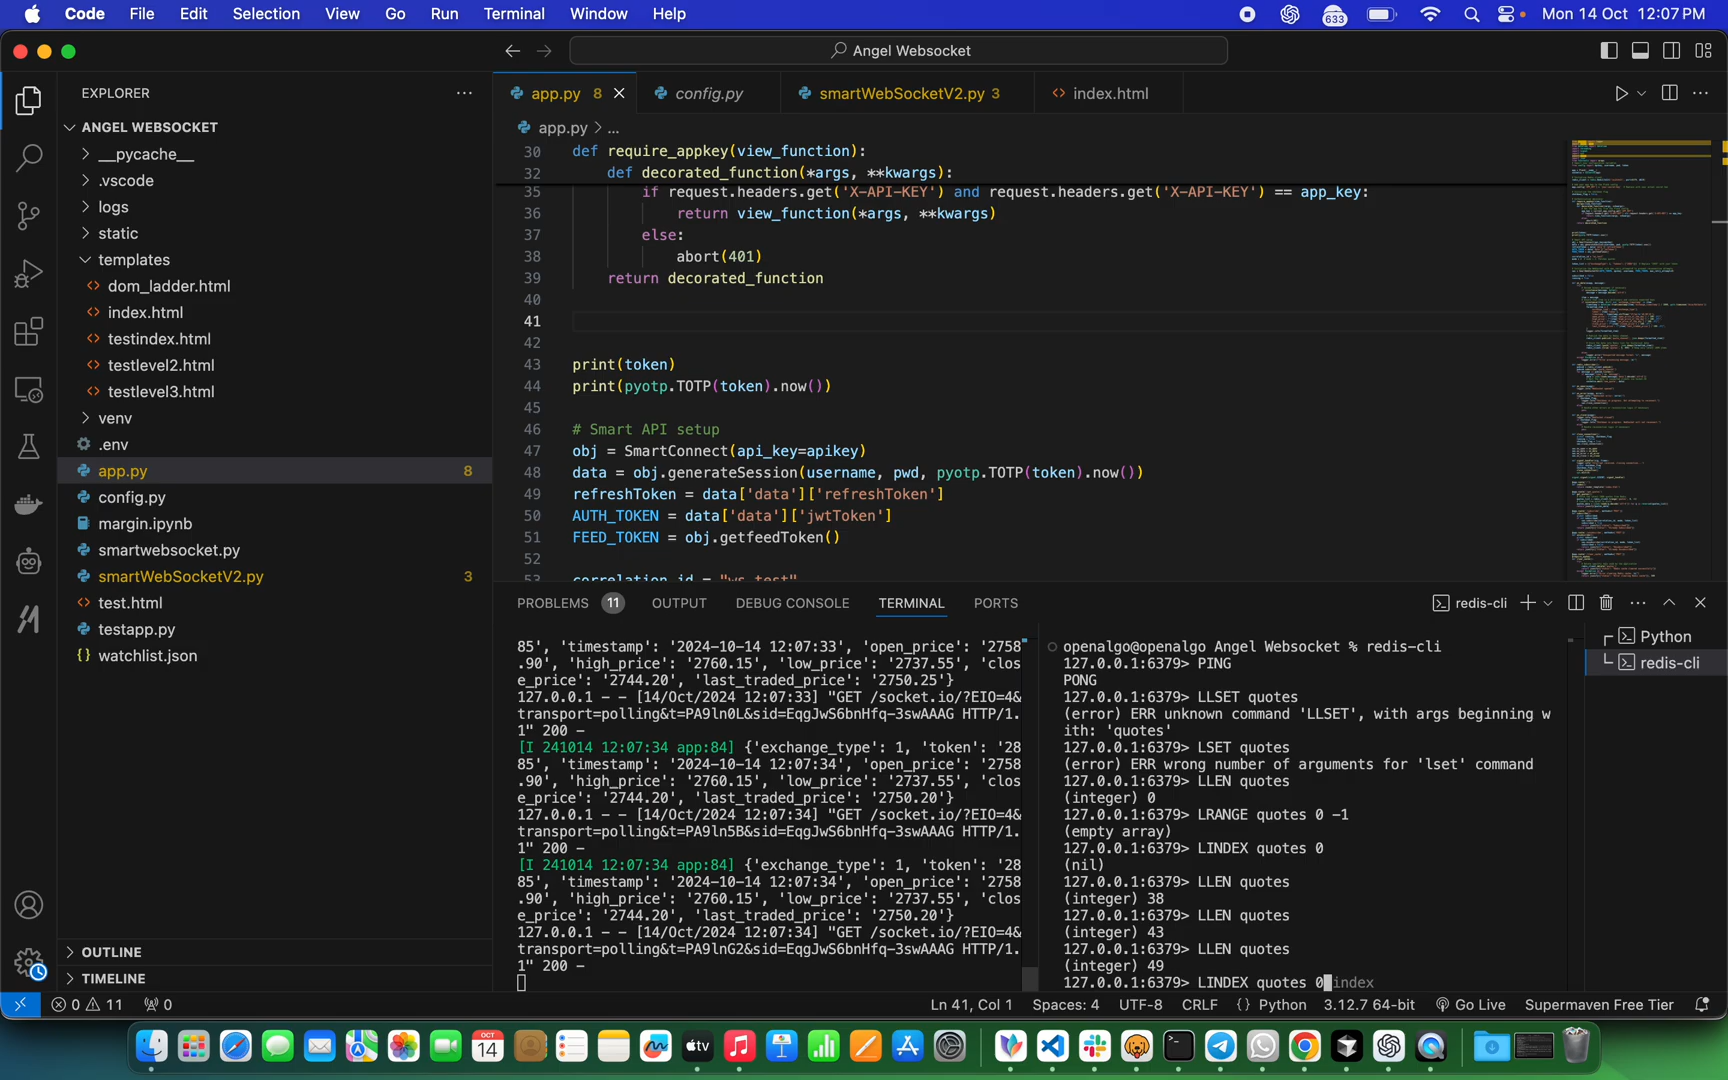 Code File Edit Selection View Go Run Terminal Window Help 633 Mon 14 Oct 12:07 PM
Angel Websocket
EXPLORER
ANGEL WEBSOCKET
__pycache__
.vscode
logs
static
templates
dom_ladder.html
index.html
testindex.html
testlevel2.html
testlevel3.html
venv
.env
app.py 8
config.py
margin.ipynb
smartwebsocket.py
smartWebSocketV2.py 3
test.html
testapp.py
watchlist.json
OUTLINE
TIMELINE
app.py 8 config.py smartWebSocketV2.py 3 index.html
app.py > ...
30 def require_appkey(view_function):
32 def decorated_function(*args, **kwargs):
35 if request.headers.get('X-API-KEY') and request.headers.get('X-API-KEY') == app_key:
36 return view_function(*args, **kwargs)
37 else:
38 abort(401)
39 return decorated_function
40
41
42
43 print(token)
44 print(pyotp.TOTP(token).now())
45
46 # Smart API setup
47 obj = SmartConnect(api_key=apikey)
48 data = obj.generateSession(username, pwd, pyotp.TOTP(token).now())
49 refreshToken = data['data']['refreshToken']
50 AUTH_TOKEN = data['data']['jwtToken']
51 FEED_TOKEN = obj.getfeedToken()
52
53 correlation_id = "ws_test"
PROBLEMS 11 OUTPUT DEBUG CONSOLE TERMINAL PORTS redis-cli
85', 'timestamp': '2024-10-14 12:07:33', 'open_price': '2758
.90', 'high_price': '2760.15', 'low_price': '2737.55', 'clos
e_price': '2744.20', 'last_traded_price': '2750.25'}
127.0.0.1 - - [14/Oct/2024 12:07:33] "GET /socket.io/?EIO=4&
transport=polling&t=PA9ln0L&sid=EqgJwS6bnHfq-3swAAAG HTTP/1.
1" 200 -
[I 241014 12:07:34 app:84] {'exchange_type': 1, 'token': '28
85', 'timestamp': '2024-10-14 12:07:34', 'open_price': '2758
.90', 'high_price': '2760.15', 'low_price': '2737.55', 'clos
e_price': '2744.20', 'last_traded_price': '2750.20'}
127.0.0.1 - - [14/Oct/2024 12:07:34] "GET /socket.io/?EIO=4&
transport=polling&t=PA9ln5B&sid=EqgJwS6bnHfq-3swAAAG HTTP/1.
1" 200 -
[I 241014 12:07:34 app:84] {'exchange_type': 1, 'token': '28
85', 'timestamp': '2024-10-14 12:07:34', 'open_price': '2758
.90', 'high_price': '2760.15', 'low_price': '2737.55', 'clos
e_price': '2744.20', 'last_traded_price': '2750.20'}
127.0.0.1 - - [14/Oct/2024 12:07:34] "GET /socket.io/?EIO=4&
transport=polling&t=PA9lnG2&sid=EqgJwS6bnHfq-3swAAAG HTTP/1.
1" 200 -
openalgo@openalgo Angel Websocket % redis-cli
127.0.0.1:6379> PING
PONG
127.0.0.1:6379> LLSET quotes
(error) ERR unknown command 'LLSET', with args beginning w
ith: 'quotes'
127.0.0.1:6379> LSET quotes
(error) ERR wrong number of arguments for 'lset' command
127.0.0.1:6379> LLEN quotes
(integer) 0
127.0.0.1:6379> LRANGE quotes 0 -1
(empty array)
127.0.0.1:6379> LINDEX quotes 0
(nil)
127.0.0.1:6379> LLEN quotes
(integer) 38
127.0.0.1:6379> LLEN quotes
(integer) 43
127.0.0.1:6379> LLEN quotes
(integer) 49
127.0.0.1:6379> LINDEX quotes 0 index
Python
redis-cli
0 11 0 Ln 41, Col 1 Spaces: 4 UTF-8 CRLF {} Python 3.12.7 64-bit Go Live Supermaven Free Tier
OCT
14
tv